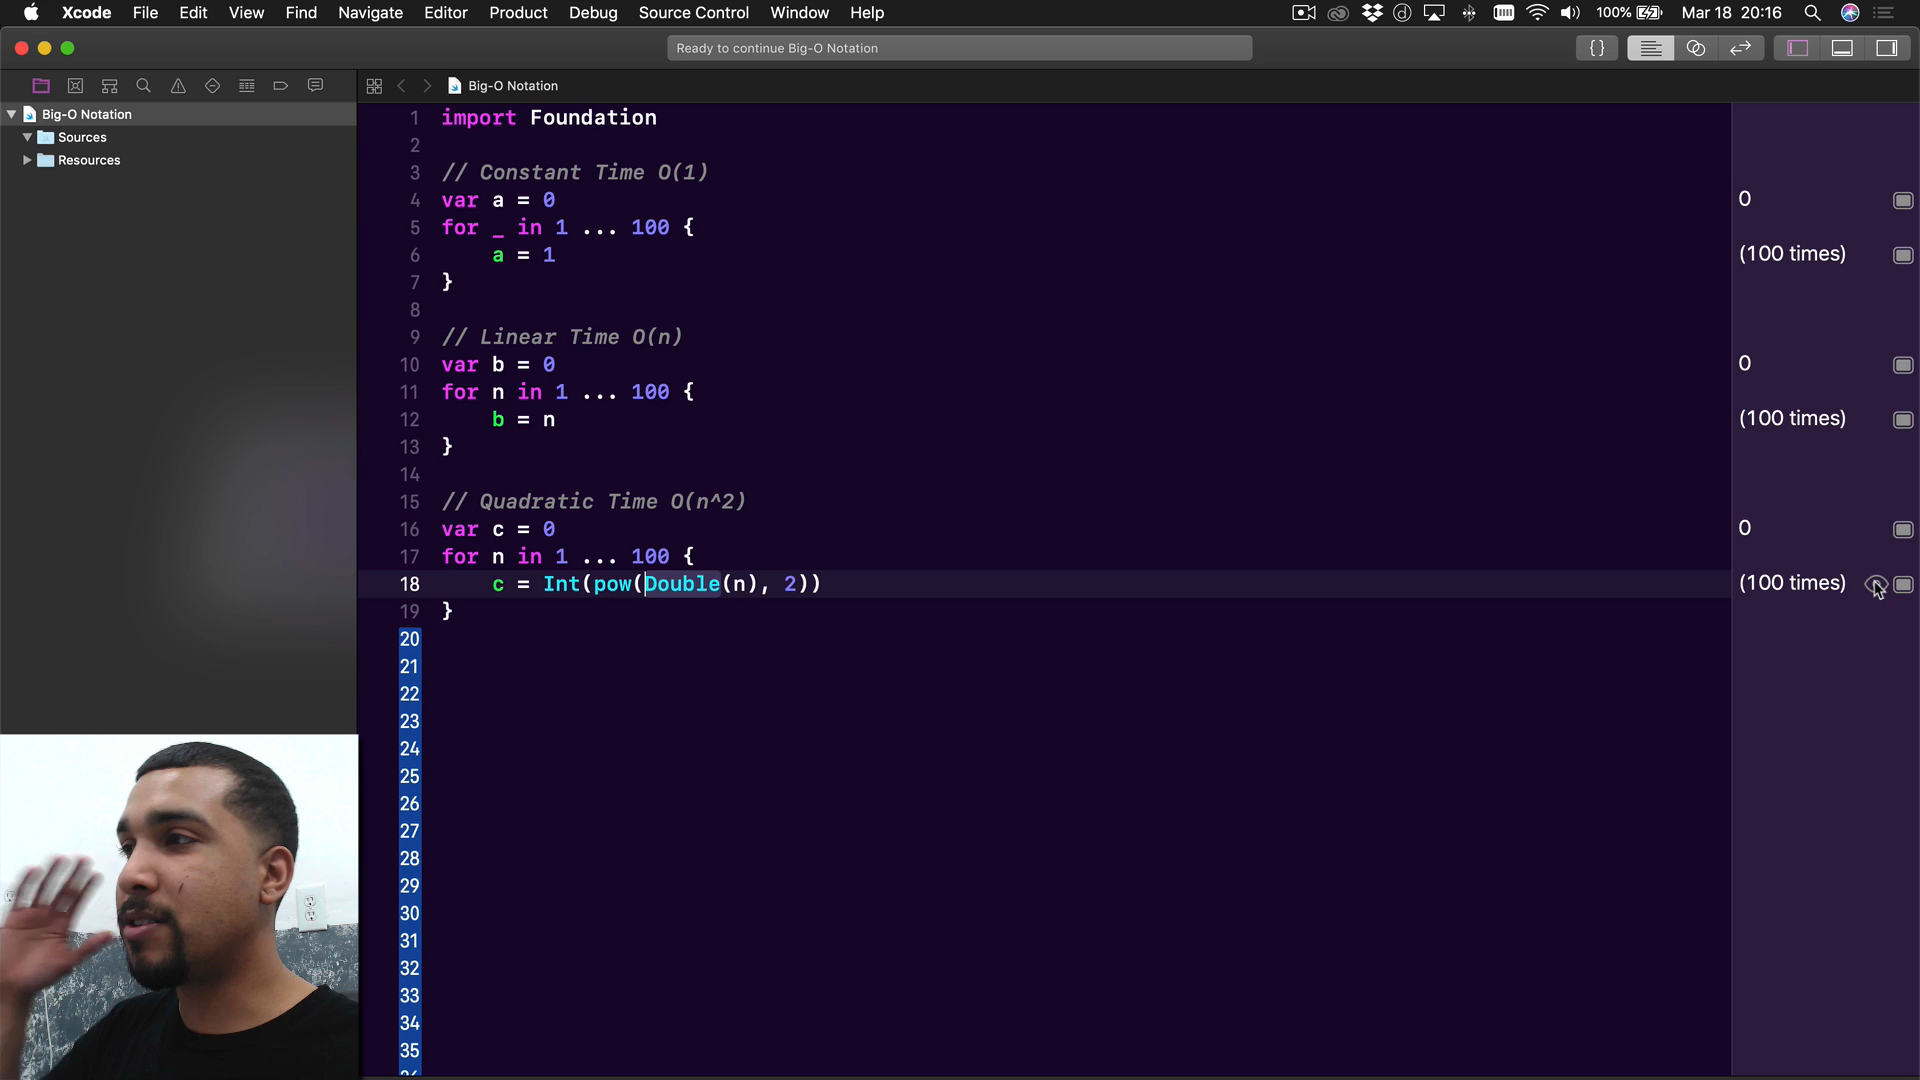 Xcode File Edit View Find Navigate Editor Product Debug Source Control Window Help 100% Mar 18 20:16
Ready to continue Big-O Notation {}
Big-O Notation
Big-O Notation
Sources
Resources
1 import Foundation
2
3 // Constant Time O(1)
4 var a = 0 0
5 for _ in 1 ... 100 {
6 a = 1 (100 times)
7 }
8
9 // Linear Time O(n)
10 var b = 0 0
11 for n in 1 ... 100 {
12 b = n (100 times)
13 }
14
15 // Quadratic Time O(n^2)
16 var c = 0 0
17 for n in 1 ... 100 {
18 c = Int(pow(Double(n), 2)) (100 times)
19 }
20
21
22
23
24
25
26
27
28
29
30
31
32
33
34
35